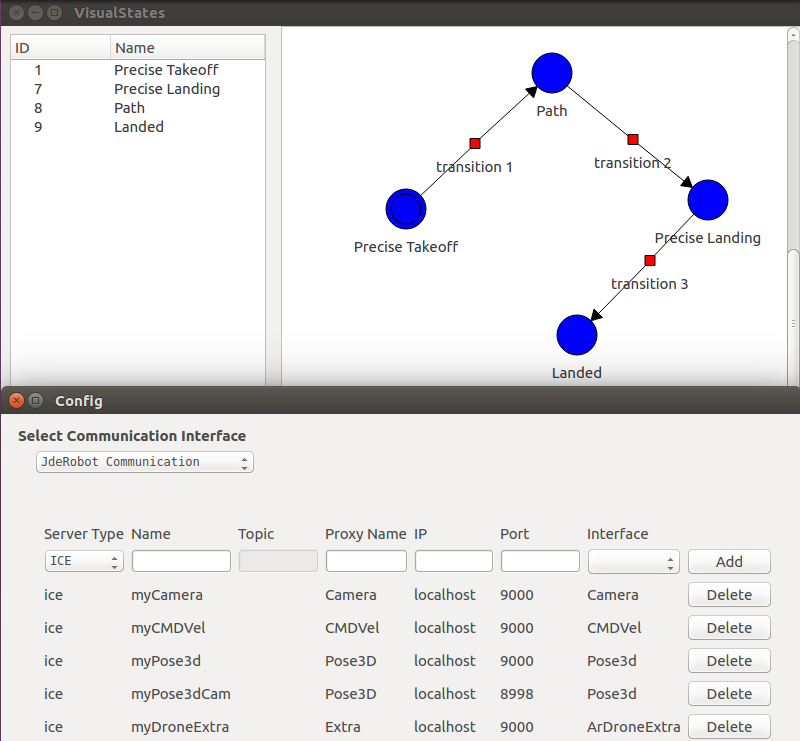 VisualStates
ID Name
1 Precise Takeoff
7 Precise Landing
8 Path
9 Landed
Path
transition 1
transition 2
Precise Takeoff
Precise Landing
transition 3
Landed
Config
Select Communication Interface
JdeRobot Communication
Server Type Name Topic Proxy Name IP Port Interface
ICE Add
ice myCamera Camera localhost 9000 Camera Delete
ice myCMDVel CMDVel localhost 9000 CMDVel Delete
ice myPose3d Pose3D localhost 9000 Pose3d Delete
ice myPose3dCam Pose3D localhost 8998 Pose3d Delete
ice myDroneExtra Extra localhost 9000 ArDroneExtra Delete